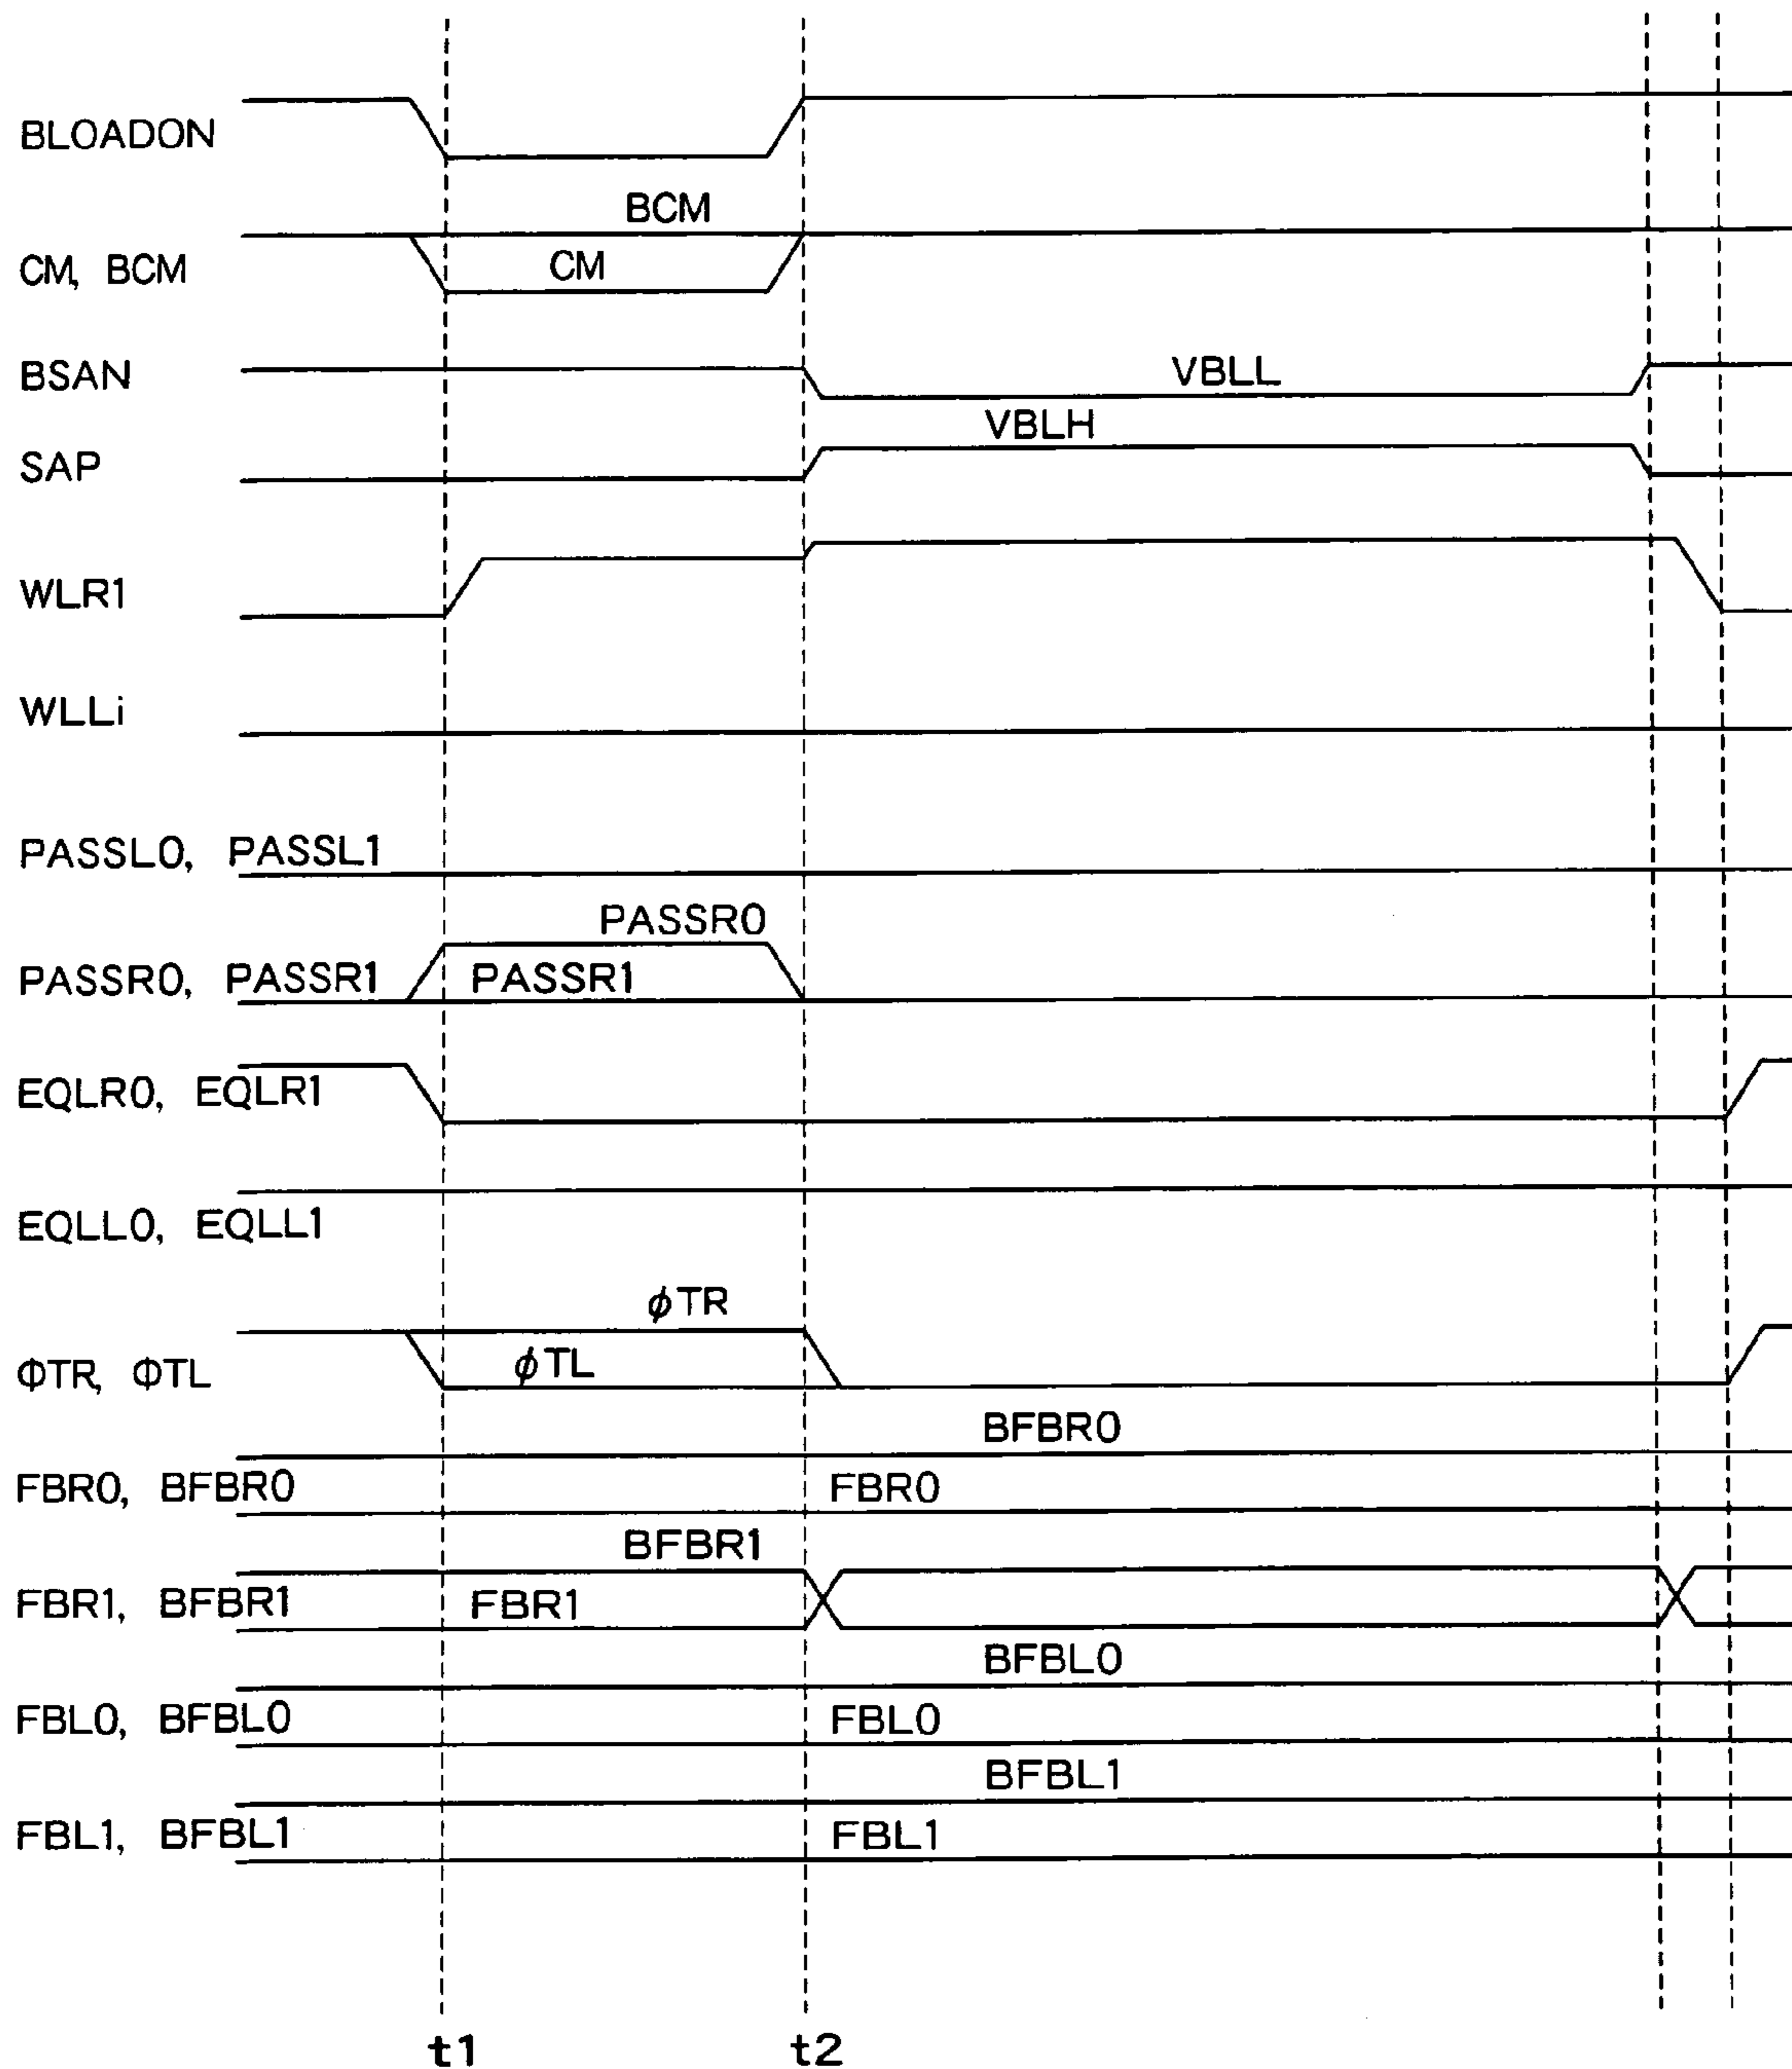 BLOADON
BCM
CM, BCM
CM
BSAN
VBLL
VBLH
SAP
WLR1
WLLi
PASSL0, PASSL1
PASSR0
PASSR0, PASSR1
PASSR1
EQLR0, EQLR1
EQLL0, EQLL1
ϕTR
ΦTR, ΦTL
ϕTL
BFBR0
FBR0, BFBR0
FBR0
BFBR1
FBR1, BFBR1
FBR1
BFBL0
FBL0, BFBL0
FBL0
BFBL1
FBL1, BFBL1
FBL1
t1
t2